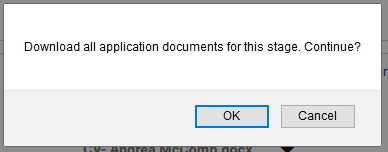 Download all application documents for this stage. Continue?
OK Cancel